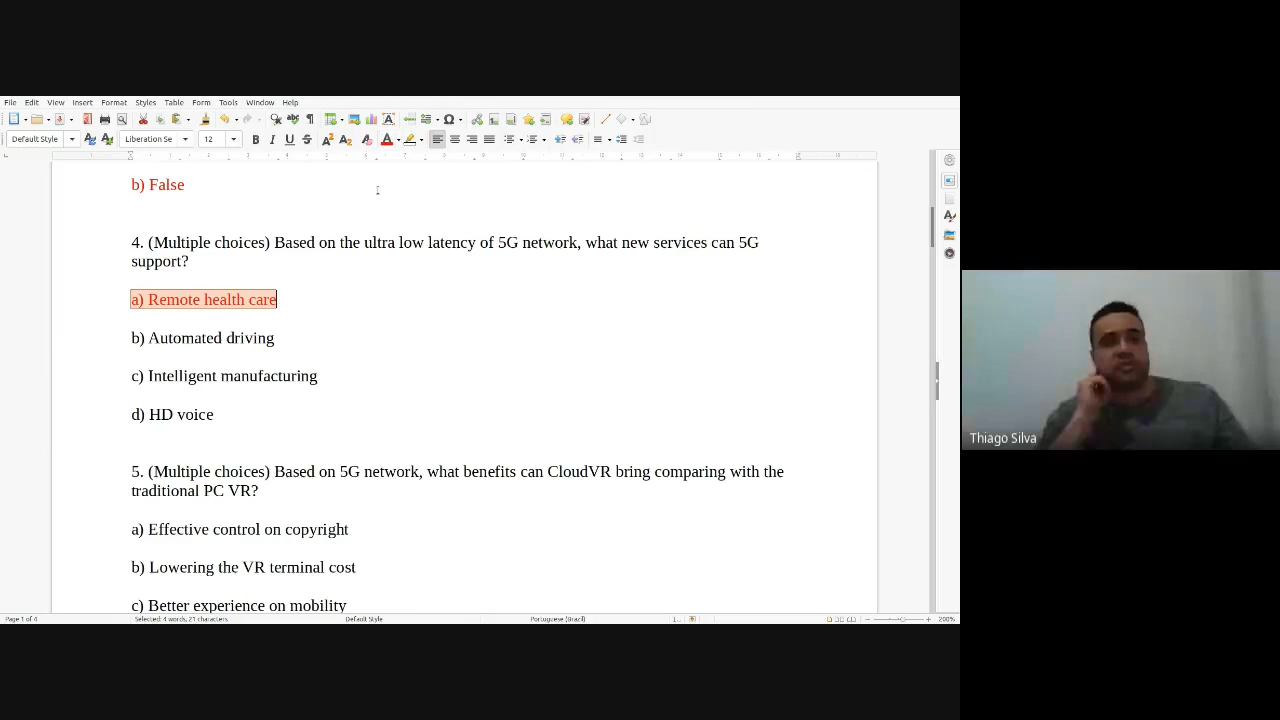 File Edit View Insert Format Styles Table Form Tools Window Help
Default Style Liberation Se 12
b) False
4. (Multiple choices) Based on the ultra low latency of 5G network, what new services can 5G
support?
a) Remote health care
b) Automated driving
c) Intelligent manufacturing
d) HD voice
5. (Multiple choices) Based on 5G network, what benefits can CloudVR bring comparing with the
traditional PC VR?
a) Effective control on copyright
b) Lowering the VR terminal cost
c) Better experience on mobility
Page 1 of 4 Selected: 4 words, 21 characters Default Style Portuguese (Brazil) 200%
Thiago Silva